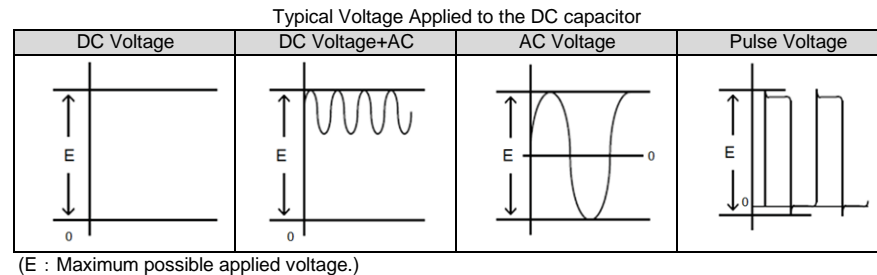 Typical Voltage Applied to the DC capacitor
DC Voltage DC Voltage+AC AC Voltage Pulse Voltage
E E E E
0 0 0 0
(E：Maximum possible applied voltage.)